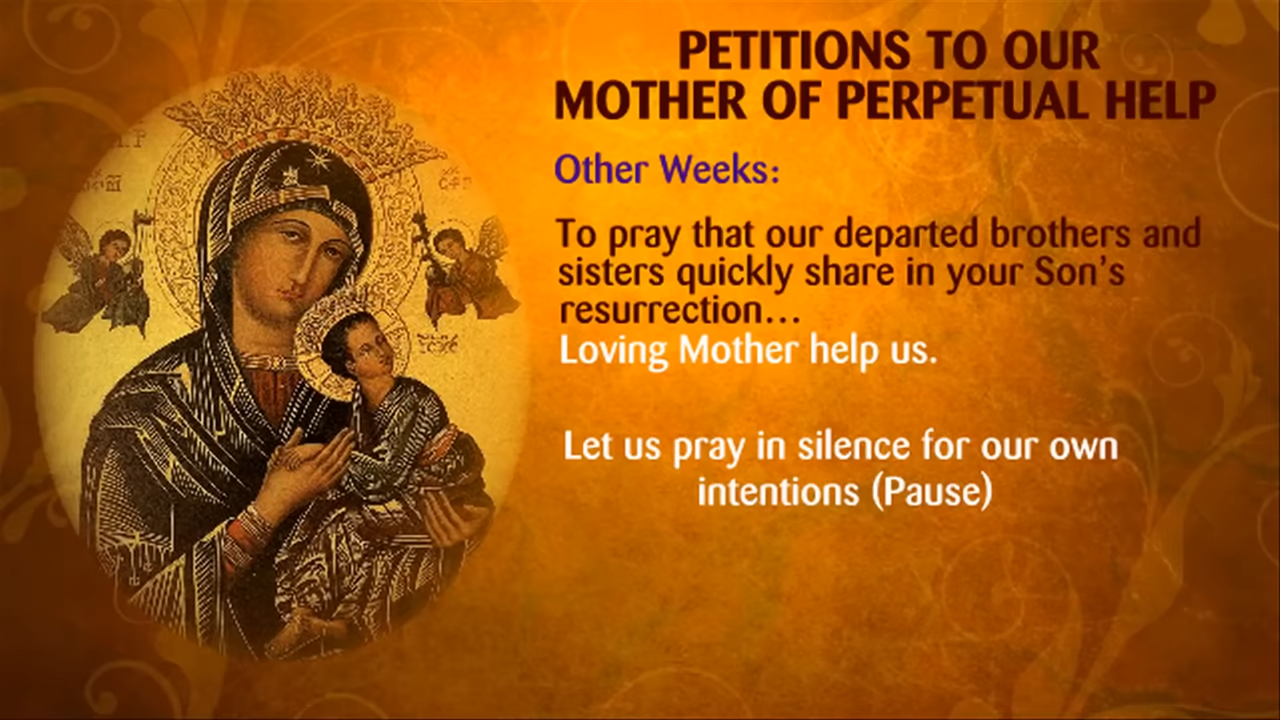 PETITIONS TO OUR
MOTHER OF PERPETUAL HELP
Other Weeks:
To pray that our departed brothers and
sisters quickly share in your Son’s
resurrection…
Loving Mother help us.
Let us pray in silence for our own
intentions (Pause)